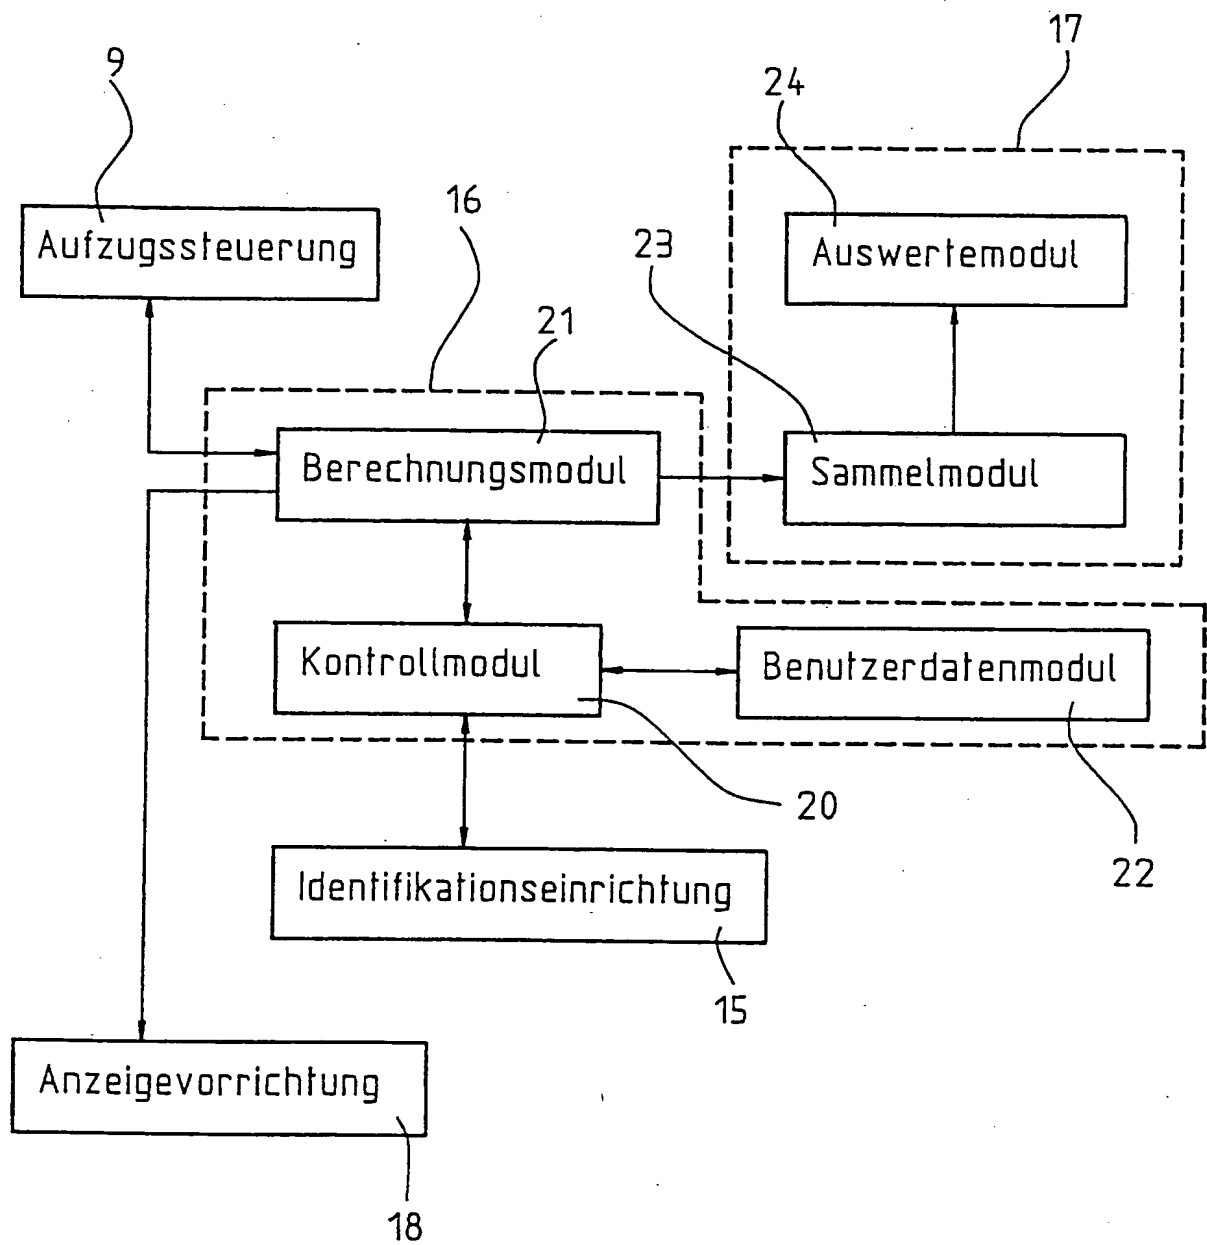 17
9
24
16
Aufzugssteuerung
23
Auswertemodul
21
Berechnungsmodul
Sammelmodul
Kontrollmodul
Benutzerdatenmodul
20
22
Identifikationseinrichtung
15
Anzeigevorrichtung
18